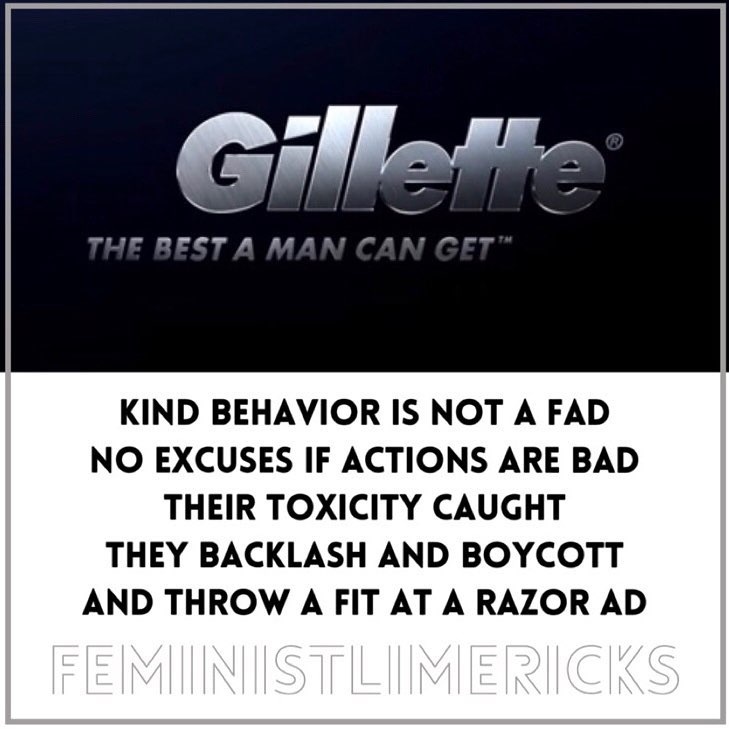 Gillette®
THE BEST A MAN CAN GET™
KIND BEHAVIOR IS NOT A FAD
NO EXCUSES IF ACTIONS ARE BAD
THEIR TOXICITY CAUGHT
THEY BACKLASH AND BOYCOTT
AND THROW A FIT AT A RAZOR AD
FEMINISTLIMERICKS